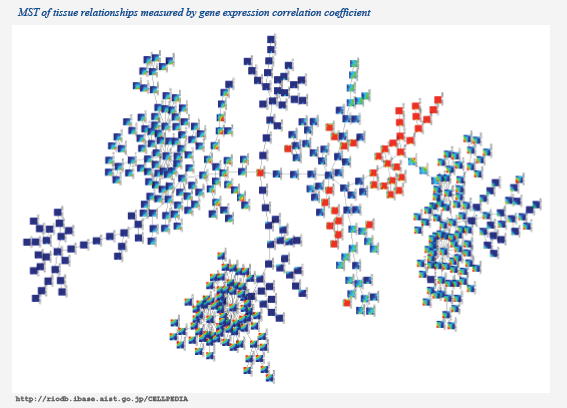 MST of tissue relationships measured by gene expression correlation coefficient
http://riodb.ibase.aist.go.jp/CELLPEDIA